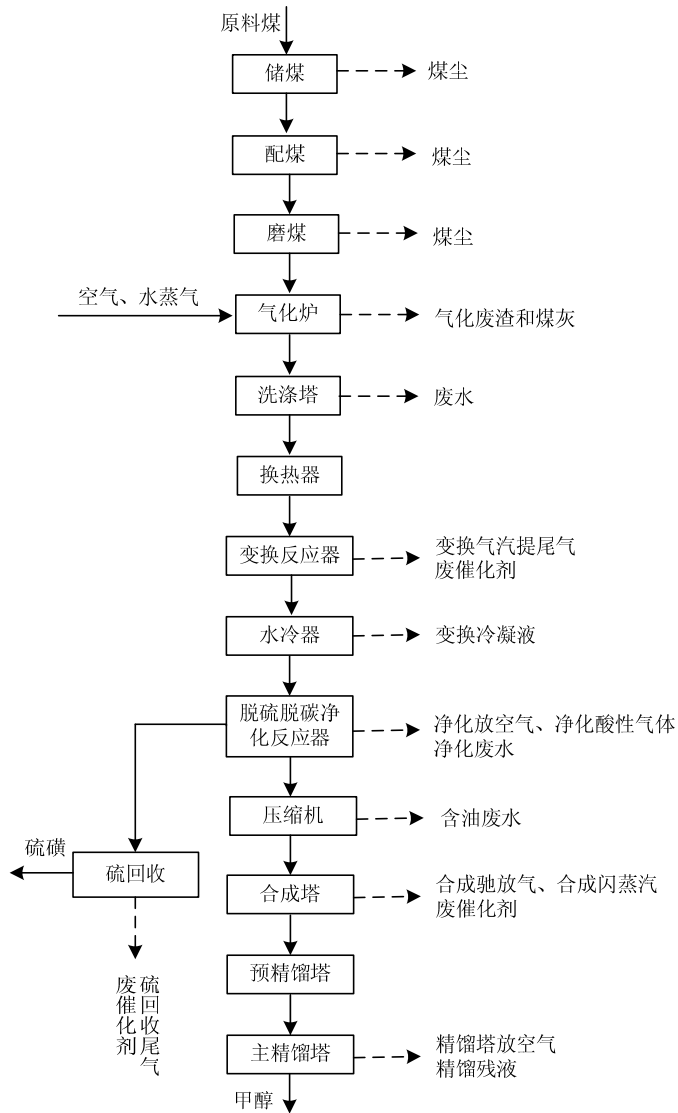 原料煤
储煤
煤尘
配煤
煤尘
磨煤
煤尘
空气、水蒸气
气化炉
气化废渣和煤灰
洗涤塔
废水
换热器
变换反应器
变换气汽提尾气
废催化剂
水冷器
变换冷凝液
脱硫脱碳净
化反应器
净化放空气、净化酸性气体
净化废水
压缩机
含油废水
硫磺
硫回收
合成塔
合成驰放气、合成闪蒸汽
废催化剂
硫回收尾气
废催化剂
预精馏塔
主精馏塔
精馏塔放空气
精馏残液
甲醇